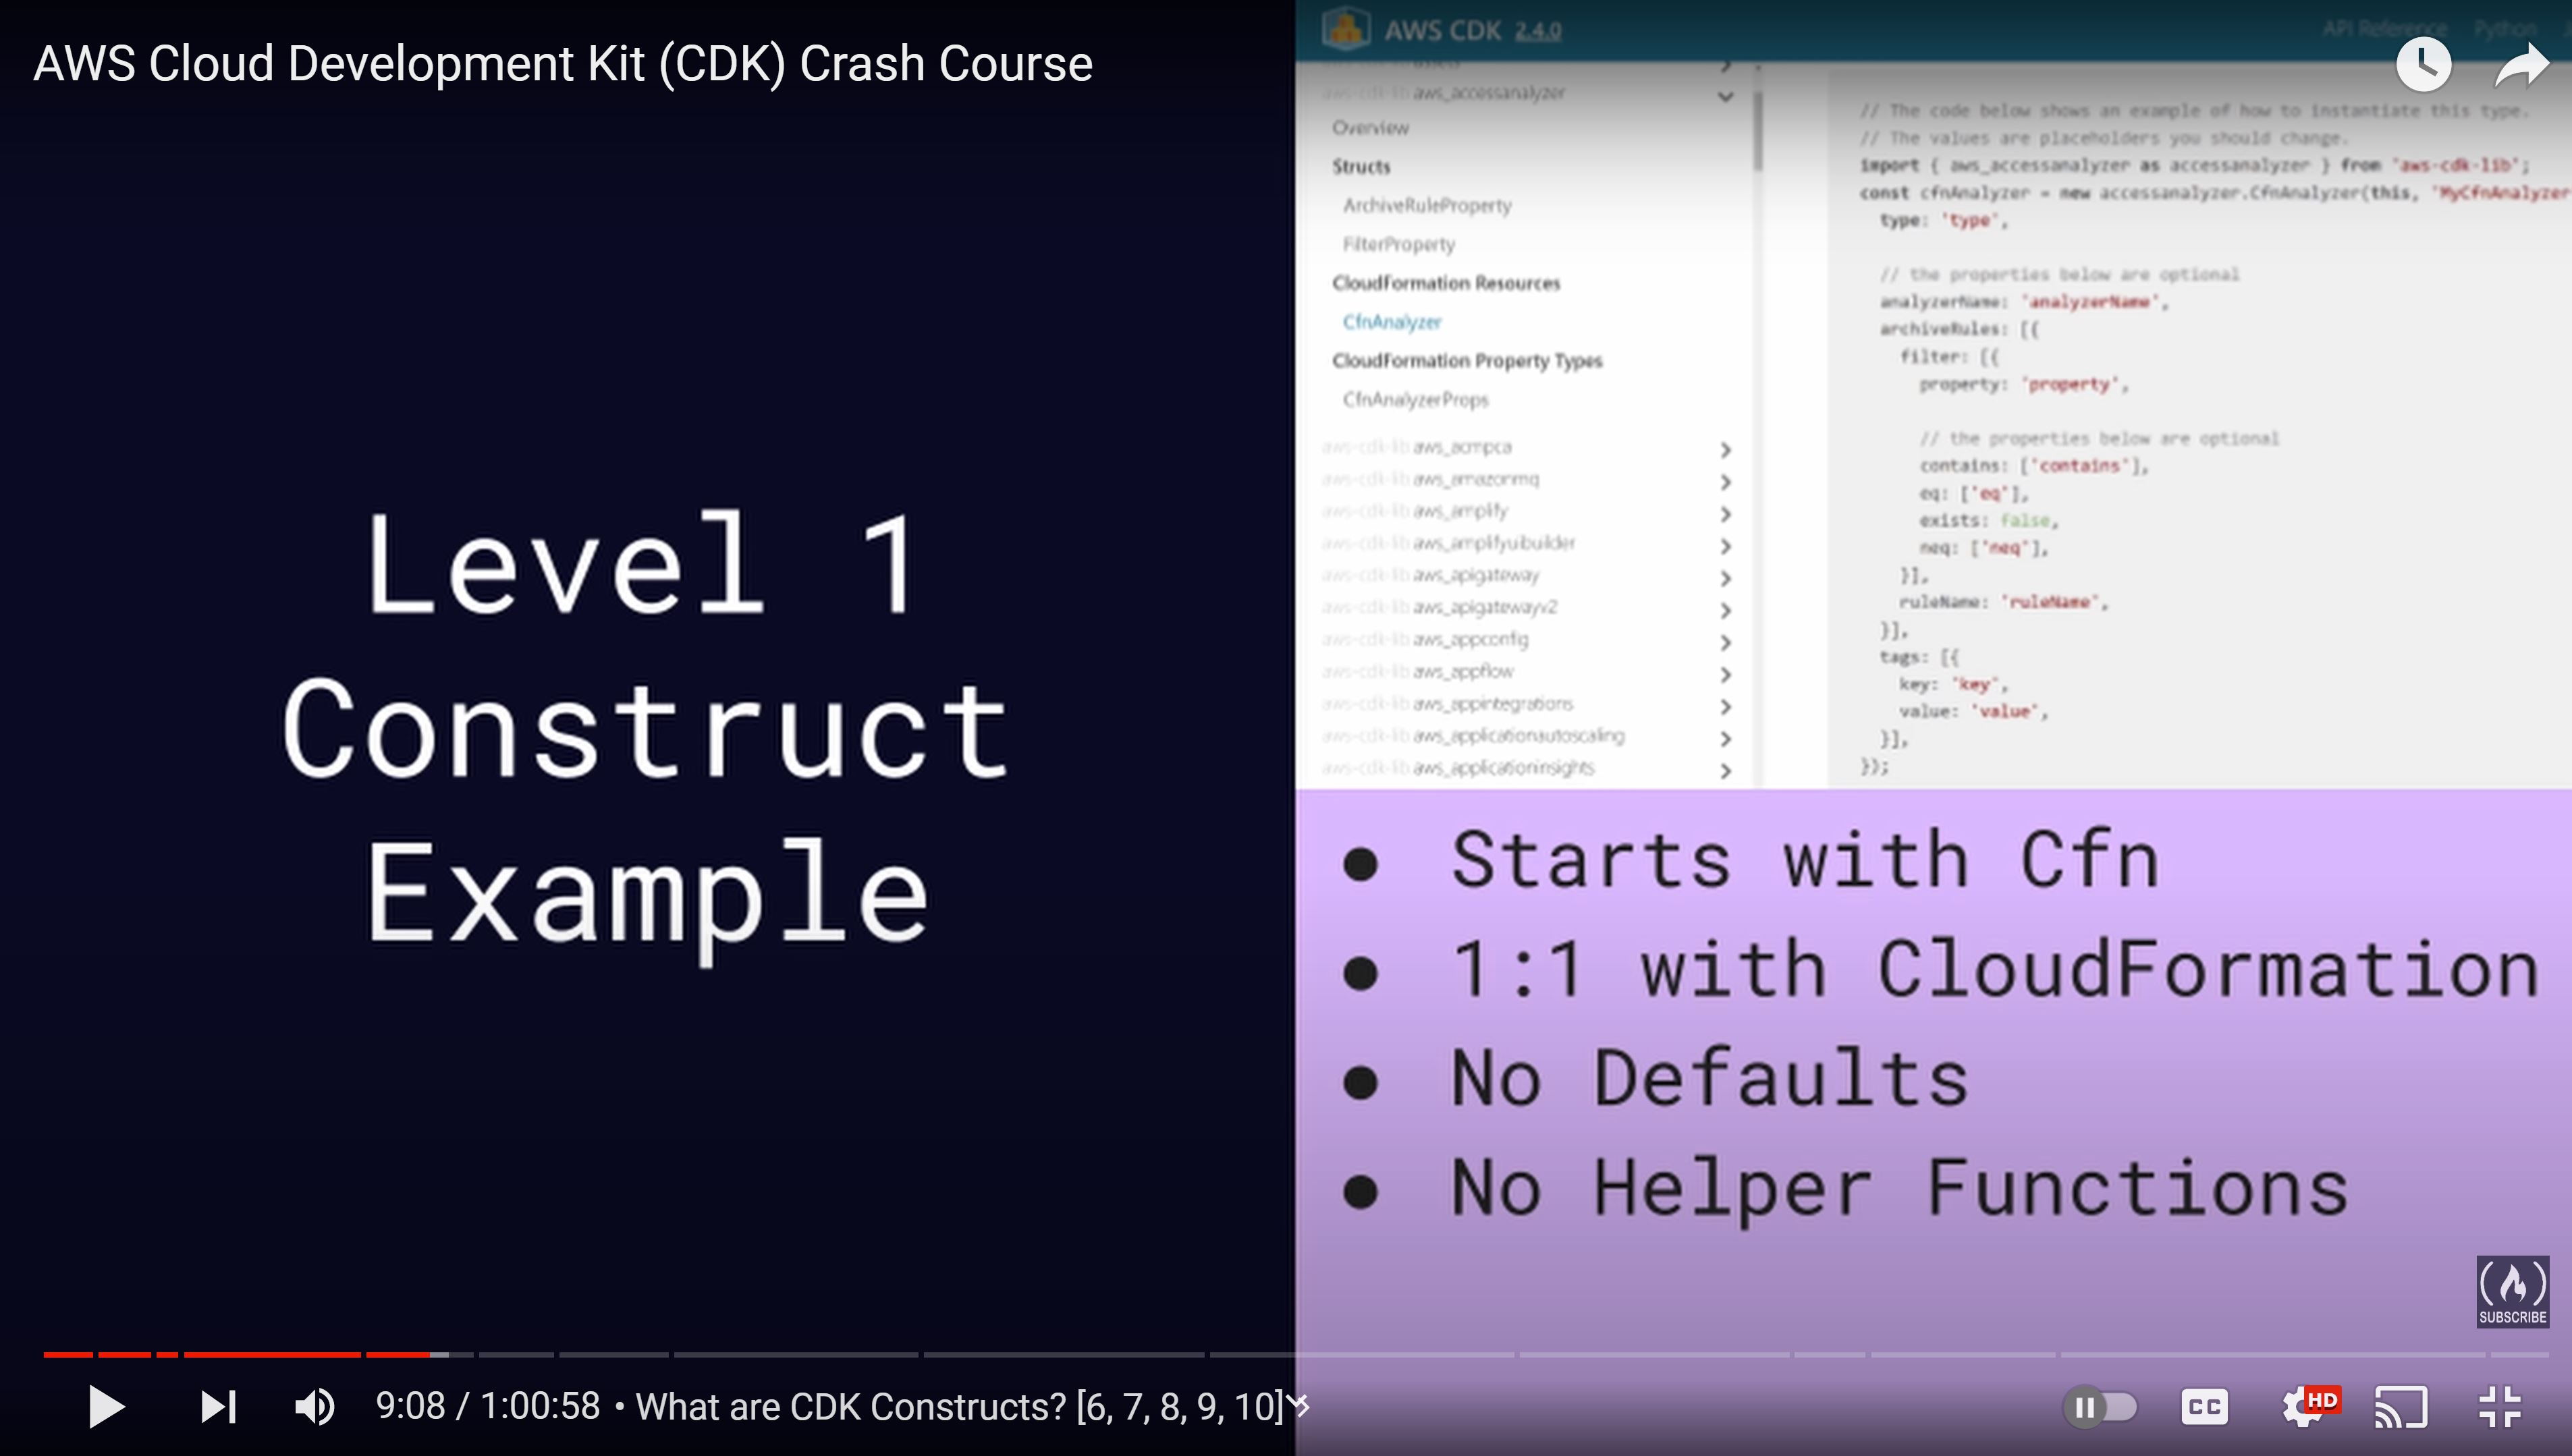 AWS Cloud Development Kit (CDK) Crash Course
Level 1
Construct
Example
AWS CDK 2.4.0
API Reference Python
aws-cdk-lib assets
aws-cdk-lib aws_accessanalyzer
Overview
Structs
ArchiveRuleProperty
FilterProperty
CloudFormation Resources
CfnAnalyzer
CloudFormation Property Types
CfnAnalyzerProps
aws-cdk-lib aws_acmpca
aws-cdk-lib aws_amazonmq
aws-cdk-lib aws_amplify
aws-cdk-lib aws_amplifyuibuilder
aws-cdk-lib aws_apigateway
aws-cdk-lib aws_apigatewayv2
aws-cdk-lib aws_appconfig
aws-cdk-lib aws_appflow
aws-cdk-lib aws_appintegrations
aws-cdk-lib aws_applicationautoscaling
aws-cdk-lib aws_applicationinsights
// The code below shows an example of how to instantiate this type.
// The values are placeholders you should change.
import { aws_accessanalyzer as accessanalyzer } from 'aws-cdk-lib';
const cfnAnalyzer = new accessanalyzer.CfnAnalyzer(this, 'MyCfnAnalyzer
type: 'type',
// the properties below are optional
analyzerName: 'analyzerName',
archiveRules: [{
filter: [{
property: 'property',
// the properties below are optional
contains: ['contains'],
eq: ['eq'],
exists: false,
neq: ['neq'],
}],
ruleName: 'ruleName',
}],
tags: [{
key: 'key',
value: 'value',
}],
});
● Starts with Cfn
● 1:1 with CloudFormation
● No Defaults
● No Helper Functions
SUBSCRIBE
9:08 / 1:00:58 • What are CDK Constructs? [6, 7, 8, 9, 10]
CC
HD